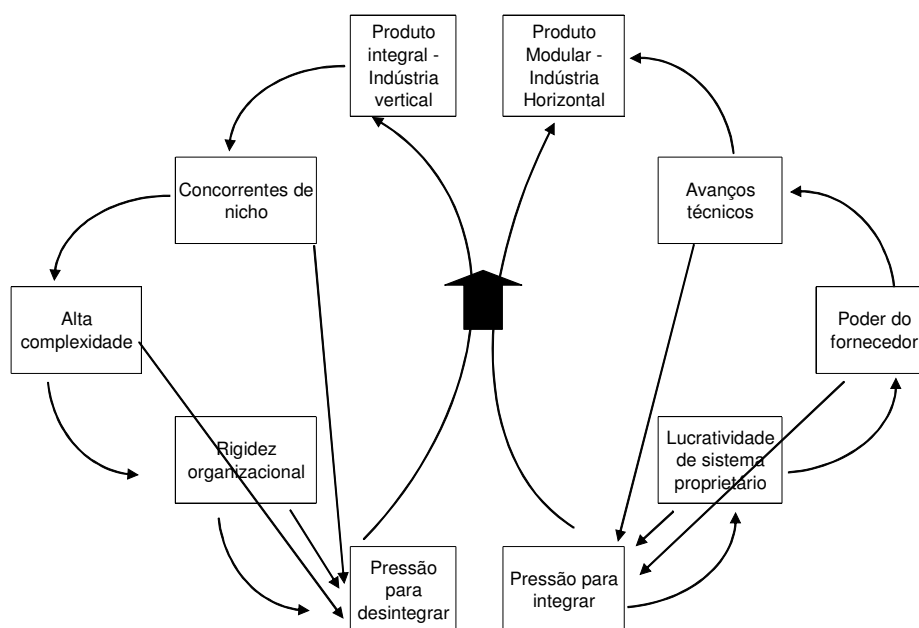 Produto
integral -
Indústria
vertical
Produto
Modular -
Indústria
Horizontal
Concorrentes de
nicho
Avanços
técnicos
Alta
complexidade
Poder do
fornecedor
Rigidez
organizacional
Lucratividade
de sistema
proprietário
Pressão
para
desintegrar
Pressão para
integrar